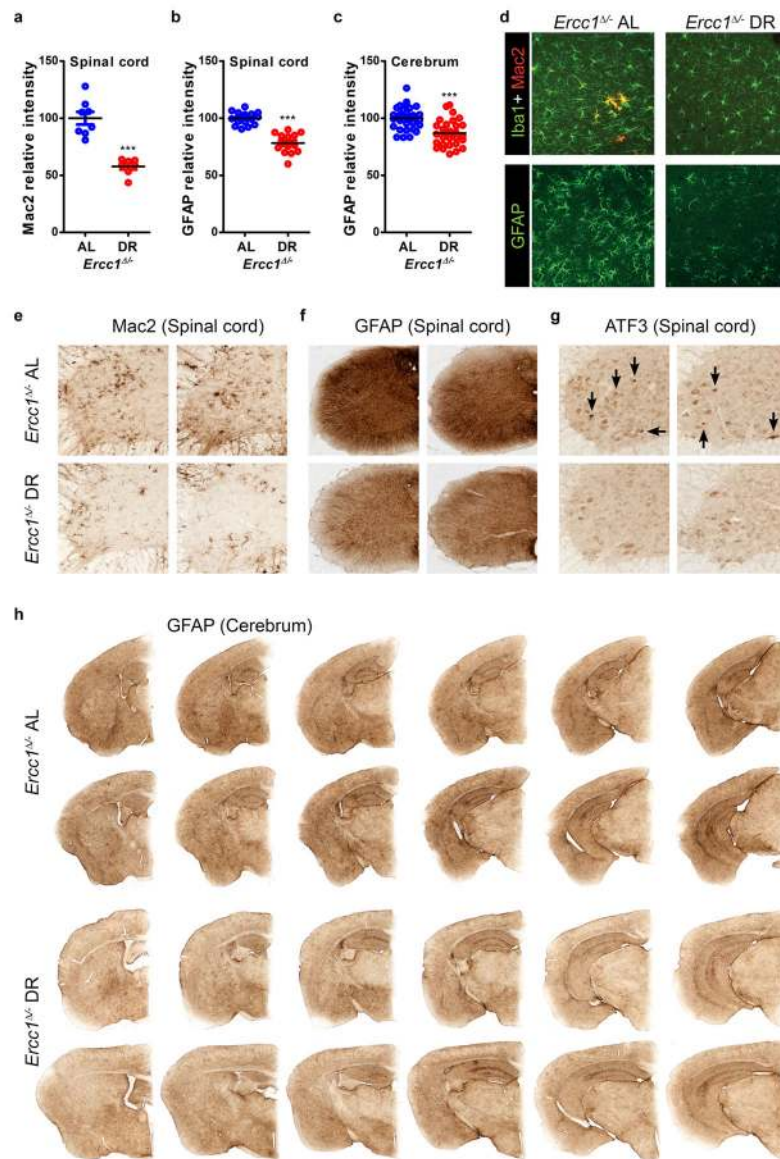 a
Spinal cord
Mac2 relative intensity
150
100
50
0
***
AL DR
Ercc1Δ/-
b
Spinal cord
GFAP relative intensity
150
100
50
0
***
AL DR
Ercc1Δ/-
c
Cerebrum
GFAP relative intensity
150
100
50
0
***
AL DR
Ercc1Δ/-
d
Ercc1Δ/- AL
Ercc1Δ/- DR
Iba1+ Mac2
GFAP
e
Mac2 (Spinal cord)
f
GFAP (Spinal cord)
g
ATF3 (Spinal cord)
Ercc1Δ/- AL
Ercc1Δ/- DR
h
GFAP (Cerebrum)
Ercc1Δ/- AL
Ercc1Δ/- DR